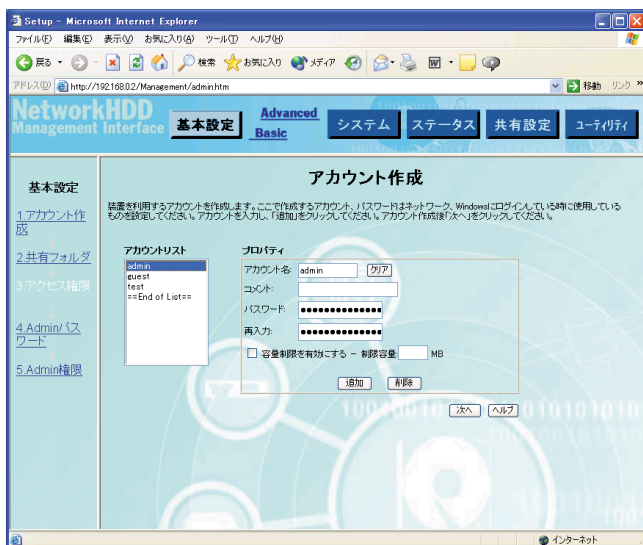 Setup - Microsoft Internet Explorer
ファイル(F) 編集(E) 表示(V) お気に入り(A) ツール(T) ヘルプ(H)
戻る 検索 お気に入り メディア
アドレス(D) http://192.168.0.2/Management/admin.htm 移動 リンク »
NetworkHDD
Management Interface
基本設定
Advanced
Basic
システム ステータス 共有設定 ユーティリティ
基本設定
1.アカウント作
成
2.共有フォルダ
3.アクセス権限
4.Adminパス
ワード
5.Admin権限
アカウント作成
装置を利用するアカウントを作成します。ここで作成するアカウント、パスワードはネットワーク、Windowsにログインしている時に使用している
ものを設定してください。アカウントを入力し、「追加」をクリックしてください。アカウント作成後「次へ」をクリックしてください。
アカウントリスト
admin
guest
test
==End of List==
プロパティ
アカウント名: admin クリア
コメント:
パスワード: ●●●●●●●●●●●●●●
再入力: ●●●●●●●●●●●●●●
容量制限を有効にする － 制限容量: MB
追加 削除
次へ ヘルプ
インターネット